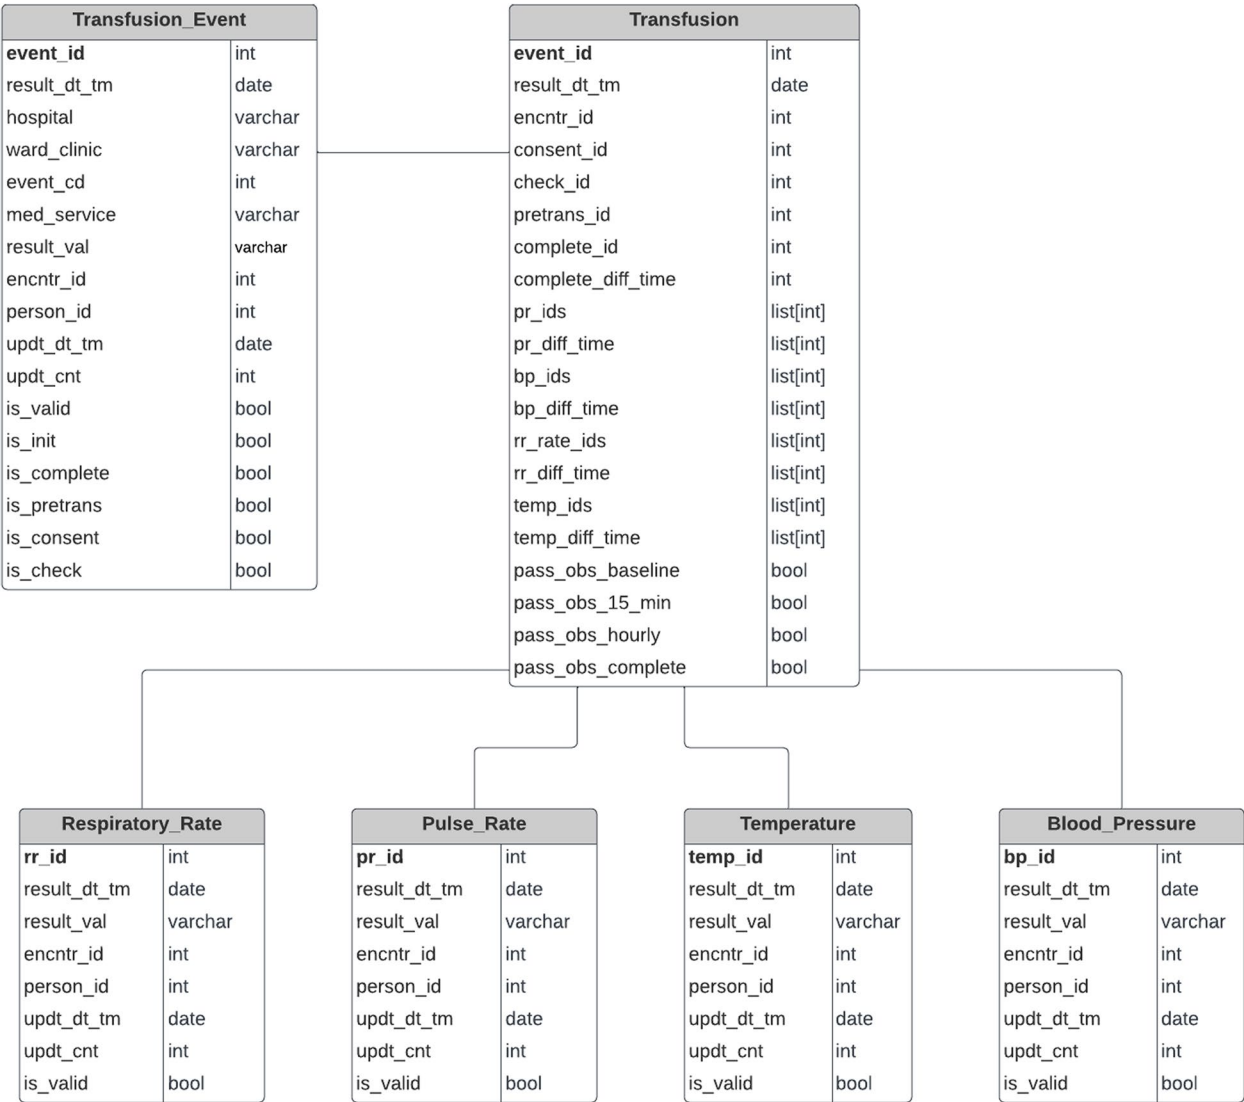 Transfusion_Event
event_id int
result_dt_tm date
hospital varchar
ward_clinic varchar
event_cd int
med_service varchar
result_val varchar
encntr_id int
person_id int
updt_dt_tm date
updt_cnt int
is_valid bool
is_init bool
is_complete bool
is_pretrans bool
is_consent bool
is_check bool
Transfusion
event_id int
result_dt_tm date
encntr_id int
consent_id int
check_id int
pretrans_id int
complete_id int
complete_diff_time int
pr_ids list[int]
pr_diff_time list[int]
bp_ids list[int]
bp_diff_time list[int]
rr_rate_ids list[int]
rr_diff_time list[int]
temp_ids list[int]
temp_diff_time list[int]
pass_obs_baseline bool
pass_obs_15_min bool
pass_obs_hourly bool
pass_obs_complete bool
Respiratory_Rate
rr_id int
result_dt_tm date
result_val varchar
encntr_id int
person_id int
updt_dt_tm date
updt_cnt int
is_valid bool
Pulse_Rate
pr_id int
result_dt_tm date
result_val varchar
encntr_id int
person_id int
updt_dt_tm date
updt_cnt int
is_valid bool
Temperature
temp_id int
result_dt_tm date
result_val varchar
encntr_id int
person_id int
updt_dt_tm date
updt_cnt int
is_valid bool
Blood_Pressure
bp_id int
result_dt_tm date
result_val varchar
encntr_id int
person_id int
updt_dt_tm date
updt_cnt int
is_valid bool